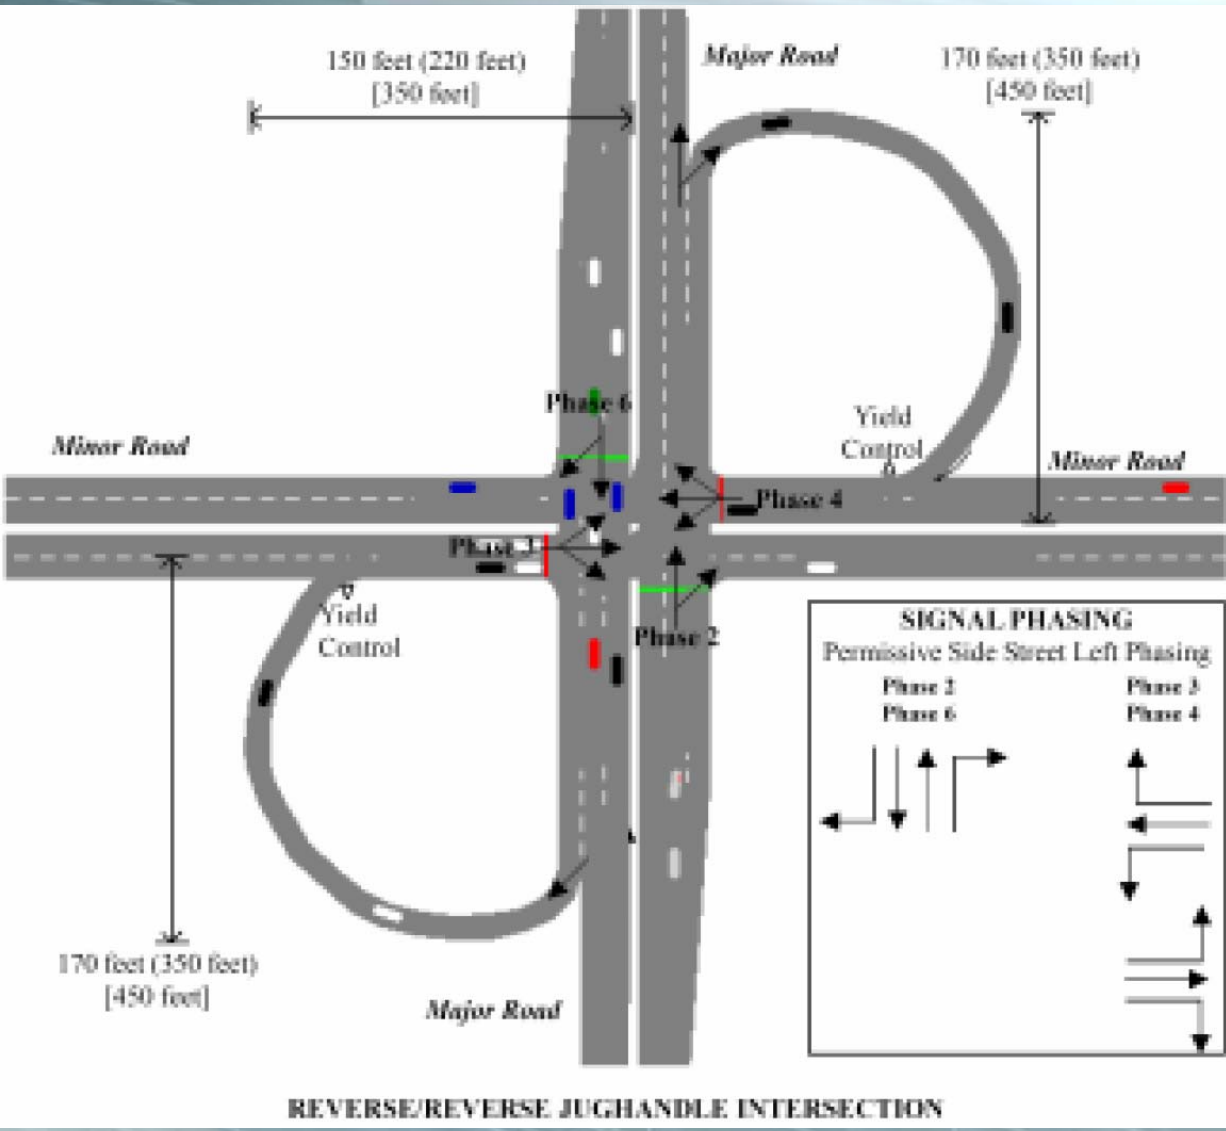 150 feet (220 feet)
[350 feet]
Major Road
170 feet (350 feet)
[450 feet]
Phase 6
Minor Road
Yield
Control
Minor Road
Phase 4
Phase 3
Yield
Control
Phase 2
SIGNAL PHASING
Permissive Side Street Left Phasing
Phase 2
Phase 6
Phase 3
Phase 4
170 feet (350 feet)
[450 feet]
Major Road
REVERSE/REVERSE JUGHANDLE INTERSECTION